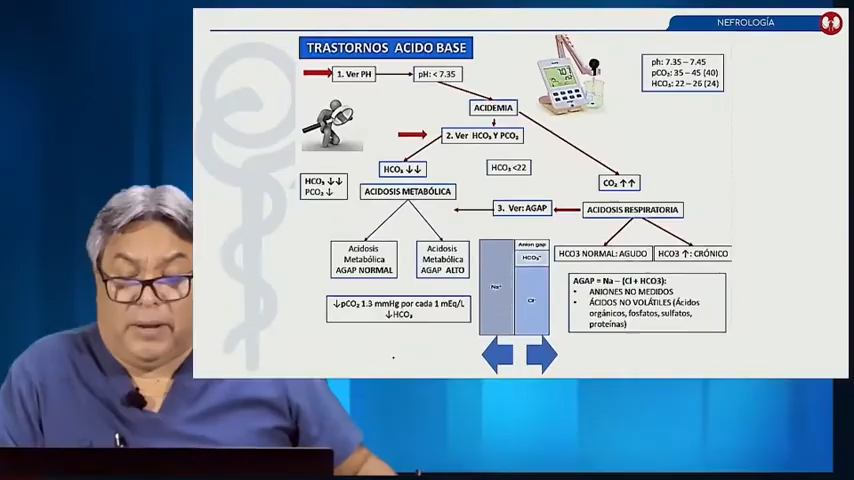 NEFROLOGÍA
TRASTORNOS ACIDO BASE
1. Ver PH
pH: < 7.35
ph: 7.35 – 7.45
pCO₂: 35 – 45 (40)
HCO₃: 22 – 26 (24)
ACIDEMIA
2. Ver HCO₃ Y PCO₂
HCO₃ ↓↓
HCO₃ <22
CO₂ ↑↑
HCO₃ ↓↓
PCO₃ ↓
ACIDOSIS METABÓLICA
3. Ver: AGAP
ACIDOSIS RESPIRATORIA
Acidosis
Metabólica
AGAP NORMAL
Acidosis
Metabólica
AGAP ALTO
Anion gap
HCO₃⁻
Na⁺
Cl⁻
HCO3 NORMAL: AGUDO
HCO3 ↑: CRÓNICO
AGAP = Na – (Cl + HCO3):
• ANIONES NO MEDIDOS
• ÁCIDOS NO VOLÁTILES (Ácidos
orgánicos, fosfatos, sulfatos,
proteínas)
↓pCO₂ 1.3 mmHg por cada 1 mEq/L
↓HCO₃